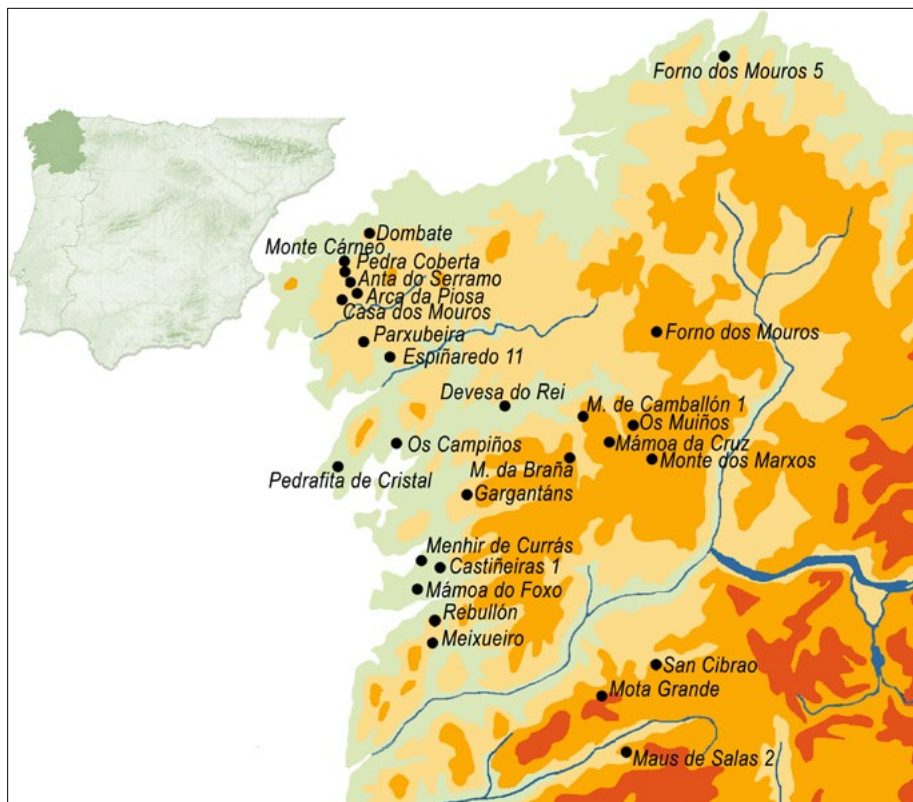 Forno dos Mouros 5
Dombate
Monte Cárneo
Pedra Coberta
Anta do Serramo
Arca da Piosa
Casa dos Mouros
Parxubeira
Espiñaredo 11
Forno dos Mouros
Devesa do Rei
M. de Camballón 1
Os Muiños
Mámoa da Cruz
Os Campiños
M. da Braña
Monte dos Marxos
Pedrafita de Cristal
Gargantáns
Menhir de Currás
Castiñeiras 1
Mámoa do Foxo
Rebullón
Meixueiro
San Cibrao
Mota Grande
Maus de Salas 2